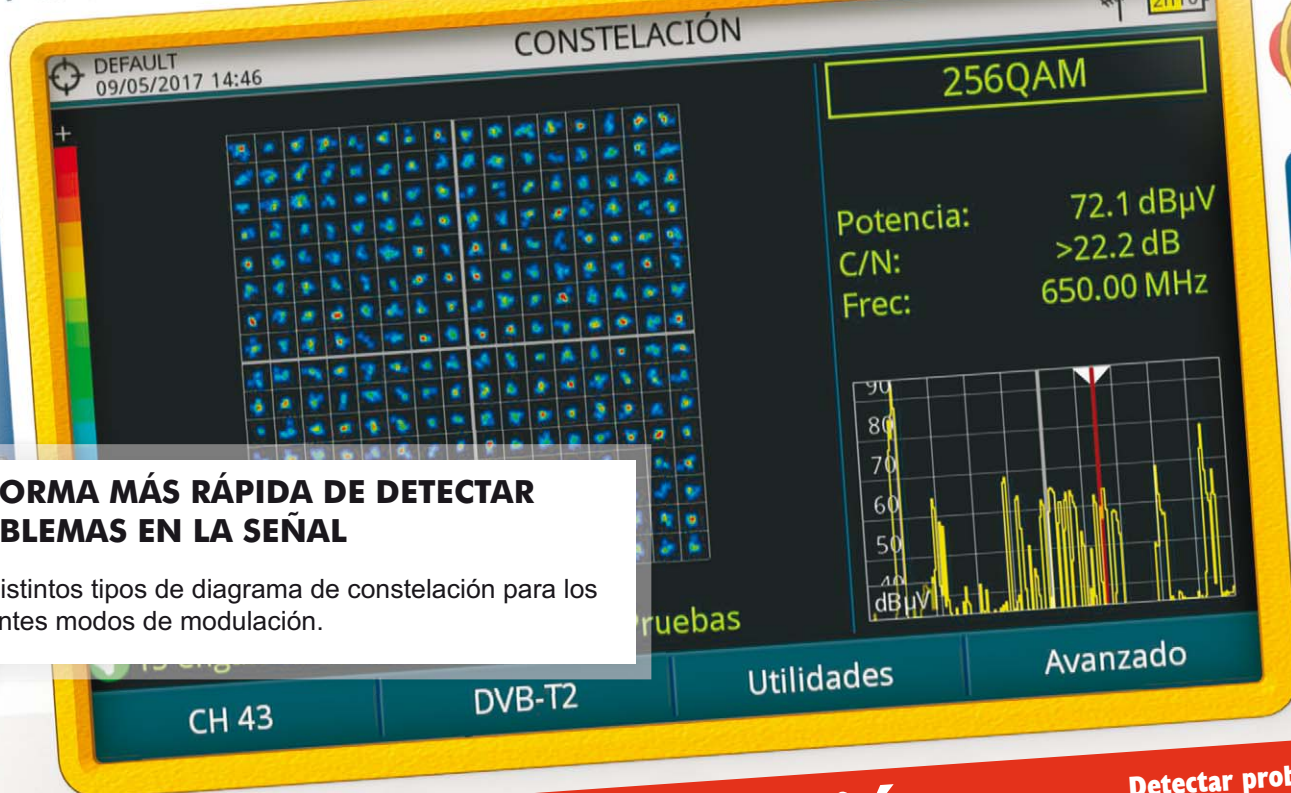 CONSTELACIÓN
DEFAULT
09/05/2017 14:46
+
256QAM
Potencia: 72.1 dBµV
C/N: >22.2 dB
Frec: 650.00 MHz
90
80
70
60
50
40
dBµV
ORMA MÁS RÁPIDA DE DETECTAR
BLEMAS EN LA SEÑAL
istintos tipos de diagrama de constelación para los
ntes modos de modulación.
ruebas
CH 43
DVB-T2
Utilidades
Avanzado
Detectar prob